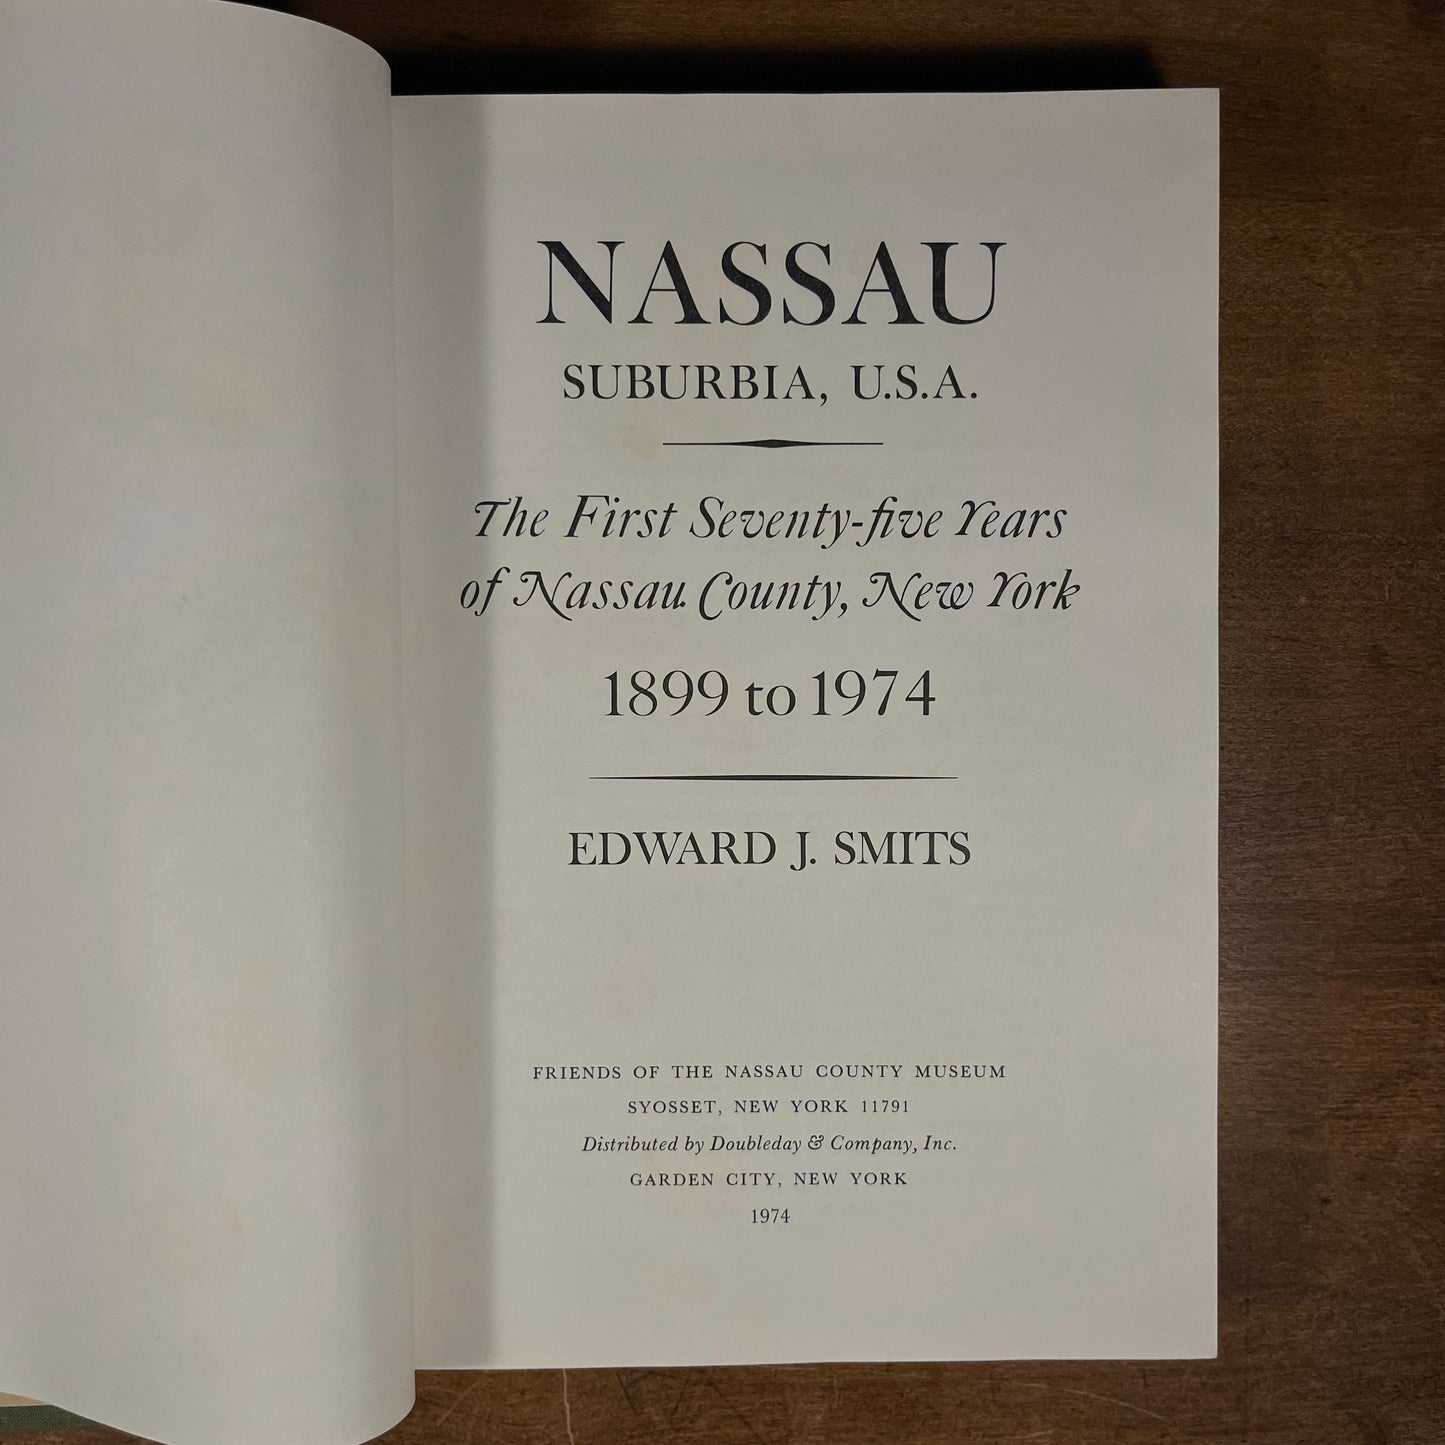 NASSAU
SUBURBIA, U.S.A.
The First Seventy-five Years
of Nassau County, New York
1899 to 1974
EDWARD J. SMITS
FRIENDS OF THE NASSAU COUNTY MUSEUM
SYOSSET, NEW YORK 11791
Distributed by Doubleday & Company, Inc.
GARDEN CITY, NEW YORK
1974